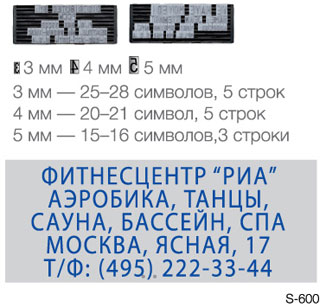 3 мм 4 мм 5 мм
3 мм — 25–28 символов, 5 строк
4 мм — 20–21 символ, 5 строк
5 мм — 15–16 символов,3 строки
ФИТНЕСЦЕНТР “РИА”
АЭРОБИКА, ТАНЦЫ,
САУНА, БАССЕЙН, СПА
МОСКВА, ЯСНАЯ, 17
Т/Ф: (495) 222-33-44
S-600